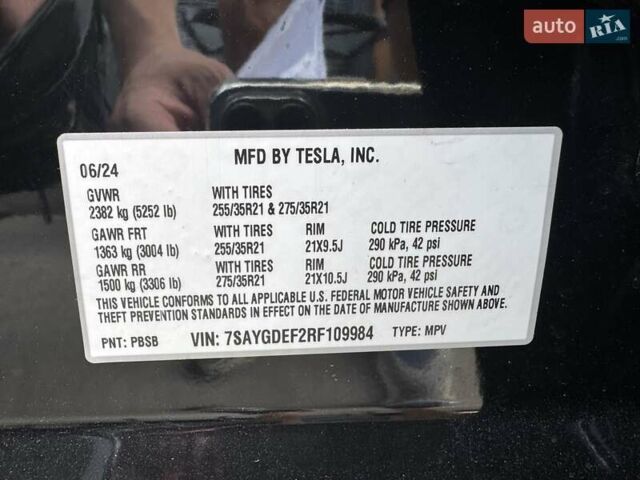 auto RIA
.com
MFD BY TESLA, INC.
06/24
GVWR WITH TIRES
2382 kg (5252 lb) 255/35R21 & 275/35R21
GAWR FRT WITH TIRES RIM COLD TIRE PRESSURE
1363 kg (3004 lb) 255/35R21 21X9.5J 290 kPa, 42 psi
GAWR RR WITH TIRES RIM COLD TIRE PRESSURE
1500 kg (3306 lb) 275/35R21 21X10.5J 290 kPa, 42 psi
THIS VEHICLE CONFORMS TO ALL APPLICABLE U.S. FEDERAL MOTOR VEHICLE SAFETY AND
THEFT PREVENTION STANDARDS IN EFFECT ON THE DATE OF MANUFACTURE SHOWN ABOVE.
PNT: PBSB VIN: 7SAYGDEF2RF109984 TYPE: MPV